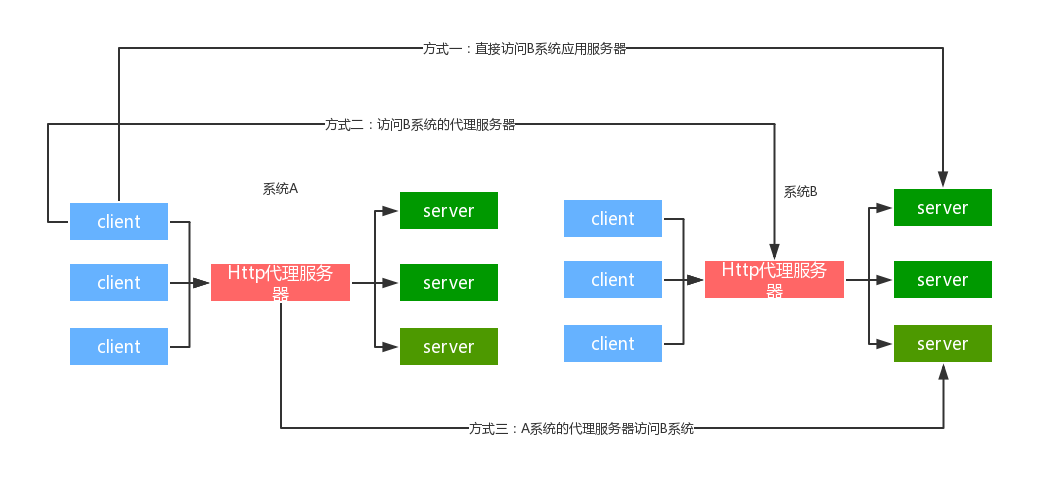 方式一：直接访问B系统应用服务器
方式二：访问B系统的代理服务器
系统A
系统B
client
client
client
Http代理服务
器
server
server
server
client
client
client
Http代理服务
器
server
server
server
方式三：A系统的代理服务器访问B系统